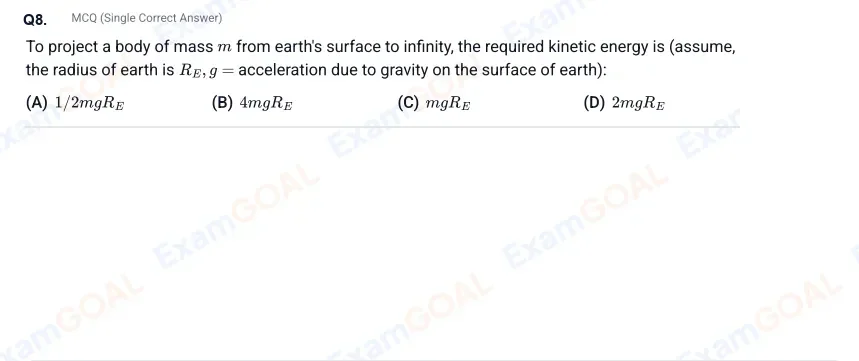 Q8. MCQ (Single Correct Answer)
To project a body of mass m from earth's surface to infinity, the required kinetic energy is (assume,
the radius of earth is R_E, g = acceleration due to gravity on the surface of earth):
(A) 1/2mgR_E (B) 4mgR_E (C) mgR_E (D) 2mgR_E
ExamGOAL
ExamGOAL
ExamGOAL
ExamGOAL